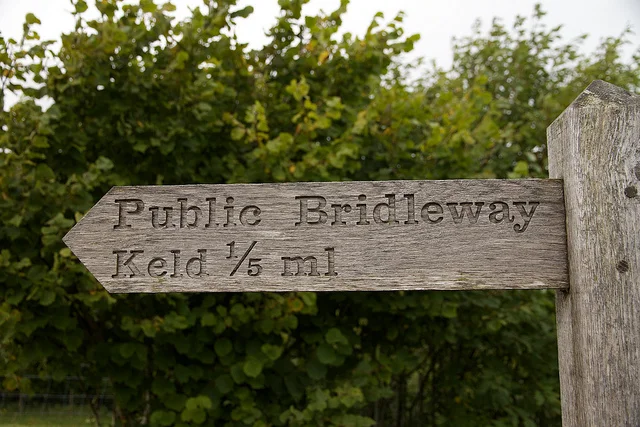 Public Bridleway
Keld ⅕ ml